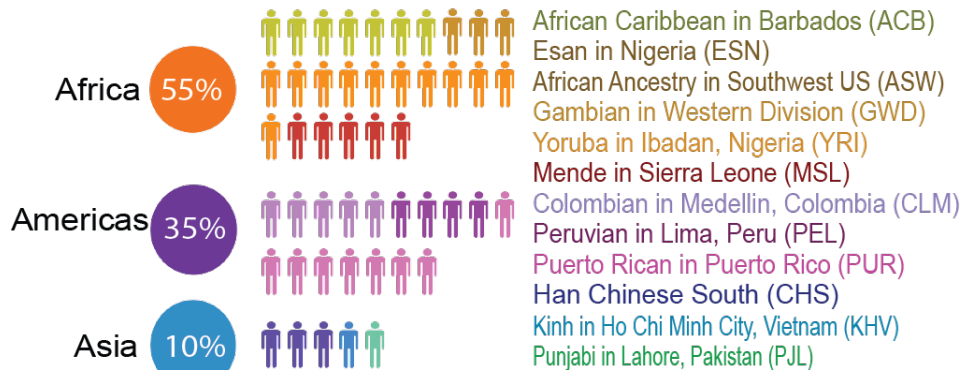 African Caribbean in Barbados (ACB)
Esan in Nigeria (ESN)
Africa 55% African Ancestry in Southwest US (ASW)
Gambian in Western Division (GWD)
Yoruba in Ibadan, Nigeria (YRI)
Mende in Sierra Leone (MSL)
Americas 35% Colombian in Medellin, Colombia (CLM)
Peruvian in Lima, Peru (PEL)
Puerto Rican in Puerto Rico (PUR)
Han Chinese South (CHS)
Asia 10% Kinh in Ho Chi Minh City, Vietnam (KHV)
Punjabi in Lahore, Pakistan (PJL)